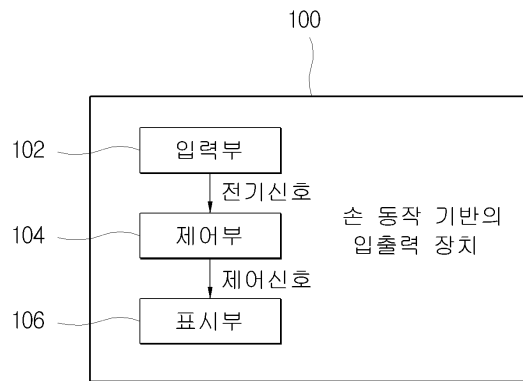 100
102
입력부
전기신호
104
제어부
손 동작 기반의
입출력 장치
제어신호
106
표시부